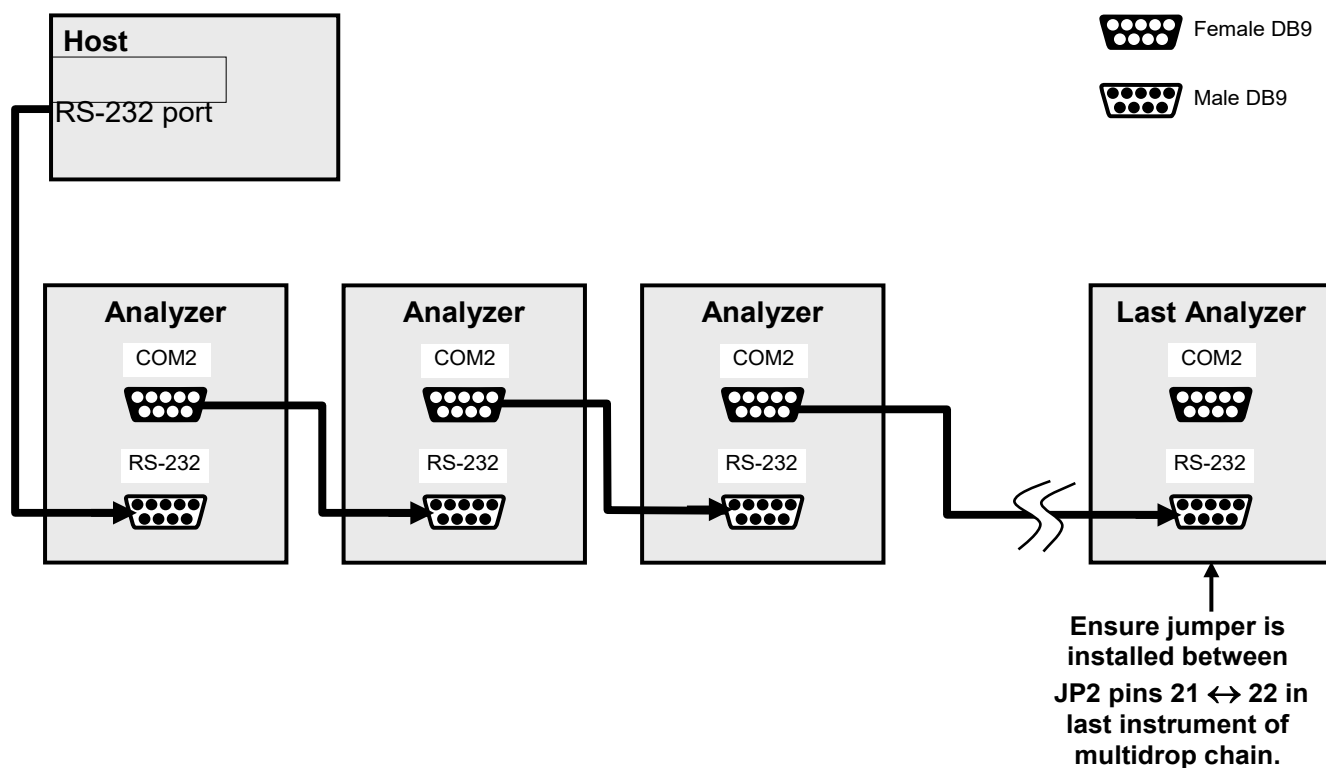 Host
RS-232 port
Female DB9
Male DB9
Analyzer
COM2
RS-232
Analyzer
COM2
RS-232
Analyzer
COM2
RS-232
Last Analyzer
COM2
RS-232
Ensure jumper is
installed between
JP2 pins 21 ↔ 22 in
last instrument of
multidrop chain.